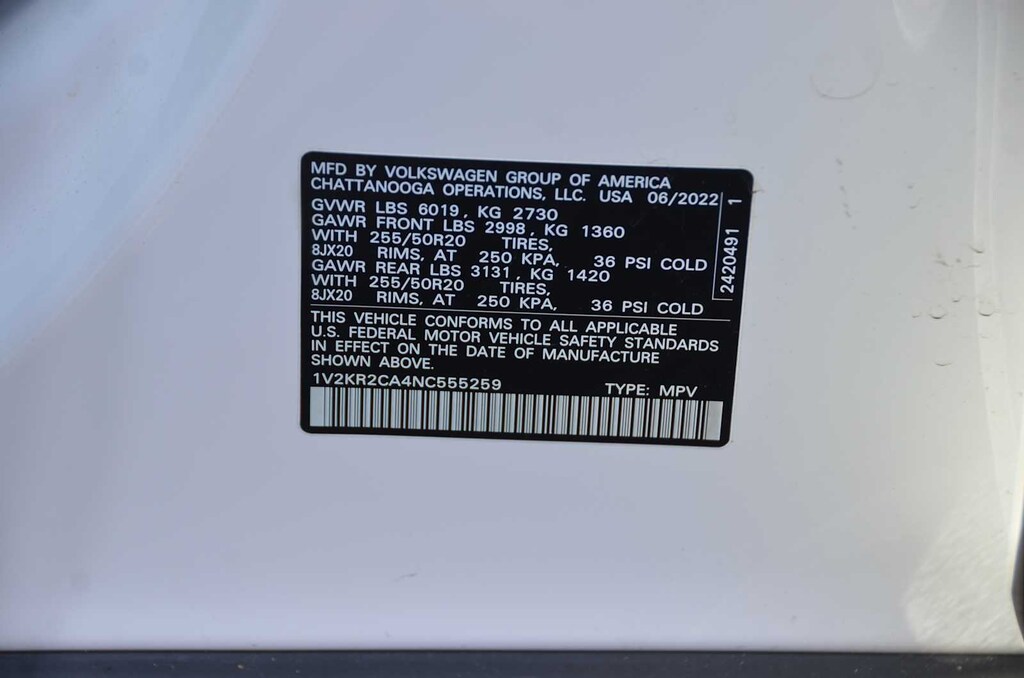 MFD BY VOLKSWAGEN GROUP OF AMERICA
CHATTANOOGA OPERATIONS, LLC. USA 06/2022
GVWR LBS 6019, KG 2730
GAWR FRONT LBS 2998, KG 1360
WITH 255/50R20 TIRES,
8JX20 RIMS, AT 250 KPA, 36 PSI COLD
GAWR REAR LBS 3131, KG 1420
WITH 255/50R20 TIRES,
8JX20 RIMS, AT 250 KPA, 36 PSI COLD
2420491 1
THIS VEHICLE CONFORMS TO ALL APPLICABLE
U.S. FEDERAL MOTOR VEHICLE SAFETY STANDARDS
IN EFFECT ON THE DATE OF MANUFACTURE
SHOWN ABOVE.
1V2KR2CA4NC555259 TYPE: MPV